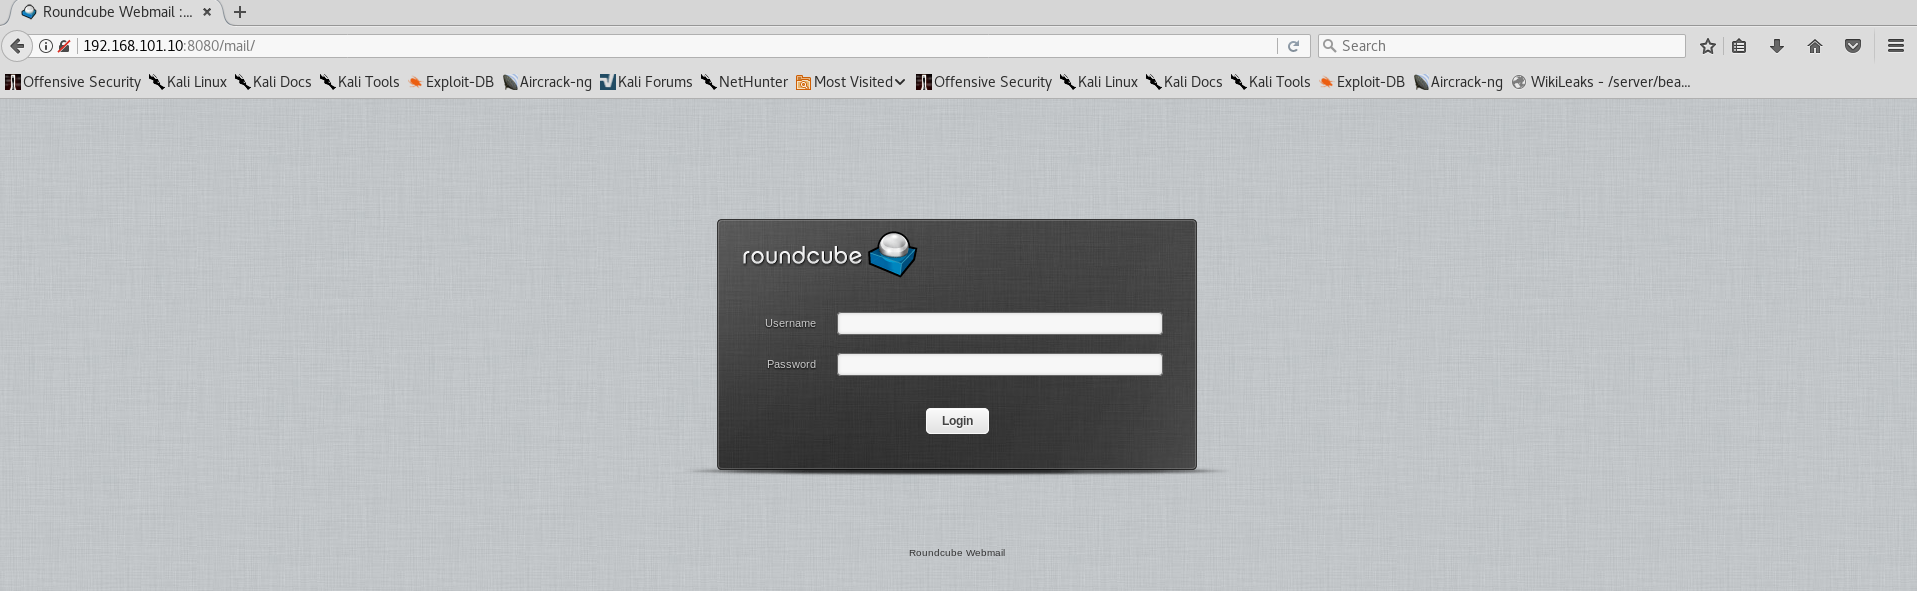 Roundcube Webmail :...
192.168.101.10:8080/mail/
Search
Offensive Security Kali Linux Kali Docs Kali Tools Exploit-DB Aircrack-ng Kali Forums NetHunter Most Visited Offensive Security Kali Linux Kali Docs Kali Tools Exploit-DB Aircrack-ng WikiLeaks - /server/bea...
roundcube
Username
Password
Login
Roundcube Webmail